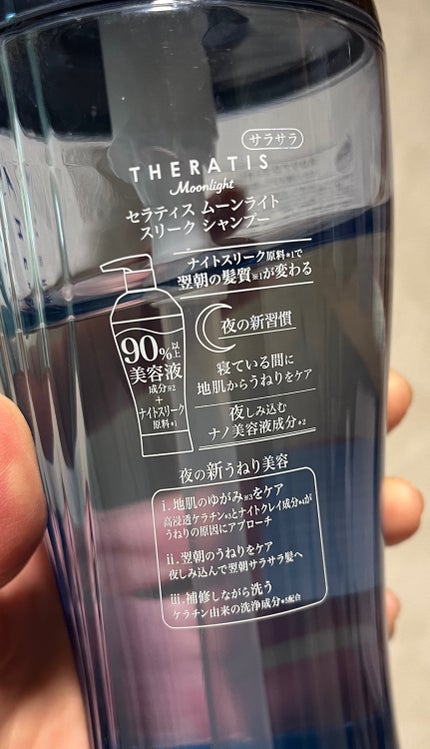 サラサラ
THERATIS
Moonlight
セラティス ムーンライト
スリーク シャンプー
ナイトスリーク原料※1で
翌朝の髪質※1が変わる
90%以上
美容液
成分※2
+
ナイトスリーク
原料※1
夜の新習慣
寝ている間に
地肌からうねりをケア
夜しみ込む
ナノ美容液成分※2
夜の新うねり美容
i.地肌のゆがみ※3をケア
高浸透ケラチン※3とナイトクレイ成分※4が
うねりの原因にアプローチ
ii.翌朝のうねりをケア
夜しみ込んで翌朝サラサラ髪へ
iii.補修しながら洗う
ケラチン由来の洗浄成分※5配合